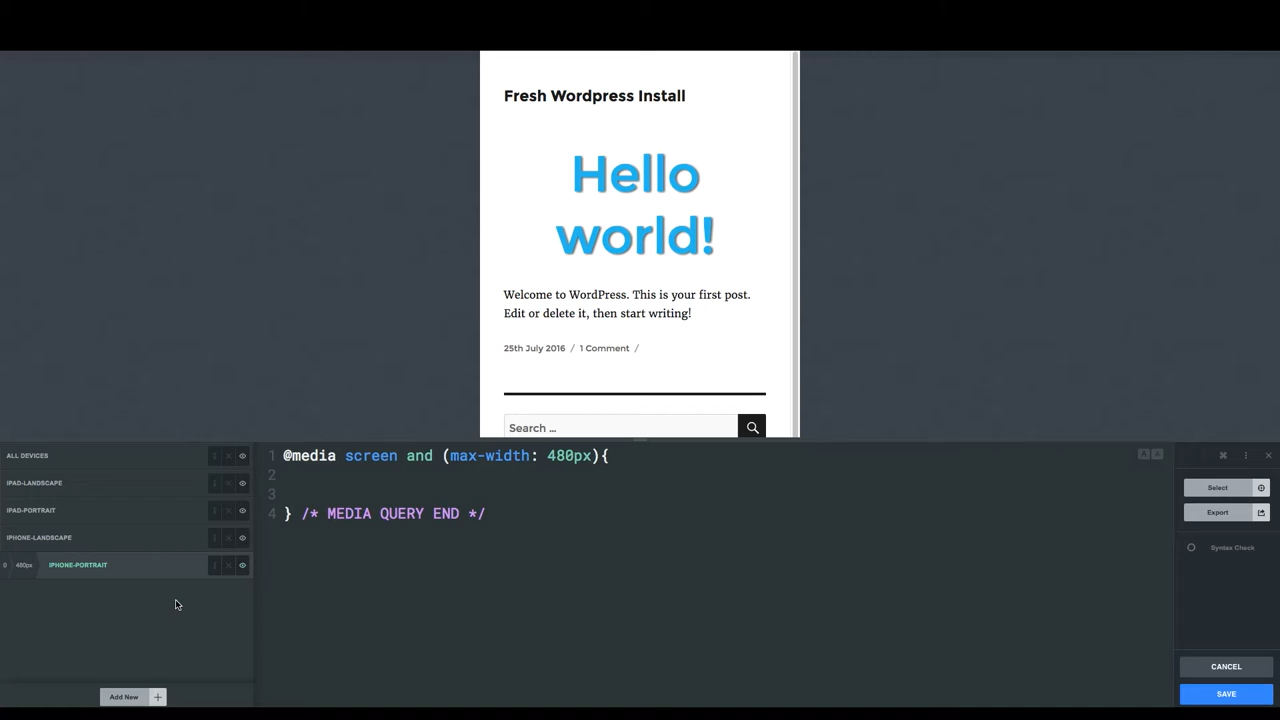 Fresh Wordpress Install
Hello
world!
Welcome to WordPress. This is your first post.
Edit or delete it, then start writing!
25th July 2016 / 1 Comment /
Search ...
ALL DEVICES
IPAD-LANDSCAPE
IPAD-PORTRAIT
IPHONE-LANDSCAPE
0 480px IPHONE-PORTRAIT
Add New +
1 @media screen and (max-width: 480px){
2
3
4 } /* MEDIA QUERY END */
A A
Select
Export
Syntax Check
CANCEL
SAVE